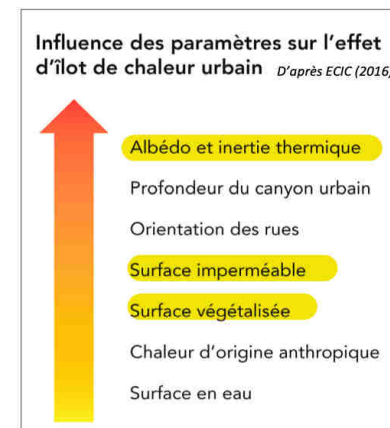 Influence des paramètres sur l'effet
d'îlot de chaleur urbain D'après ECIC (2016)
Albédo et inertie thermique
Profondeur du canyon urbain
Orientation des rues
Surface imperméable
Surface végétalisée
Chaleur d'origine anthropique
Surface en eau